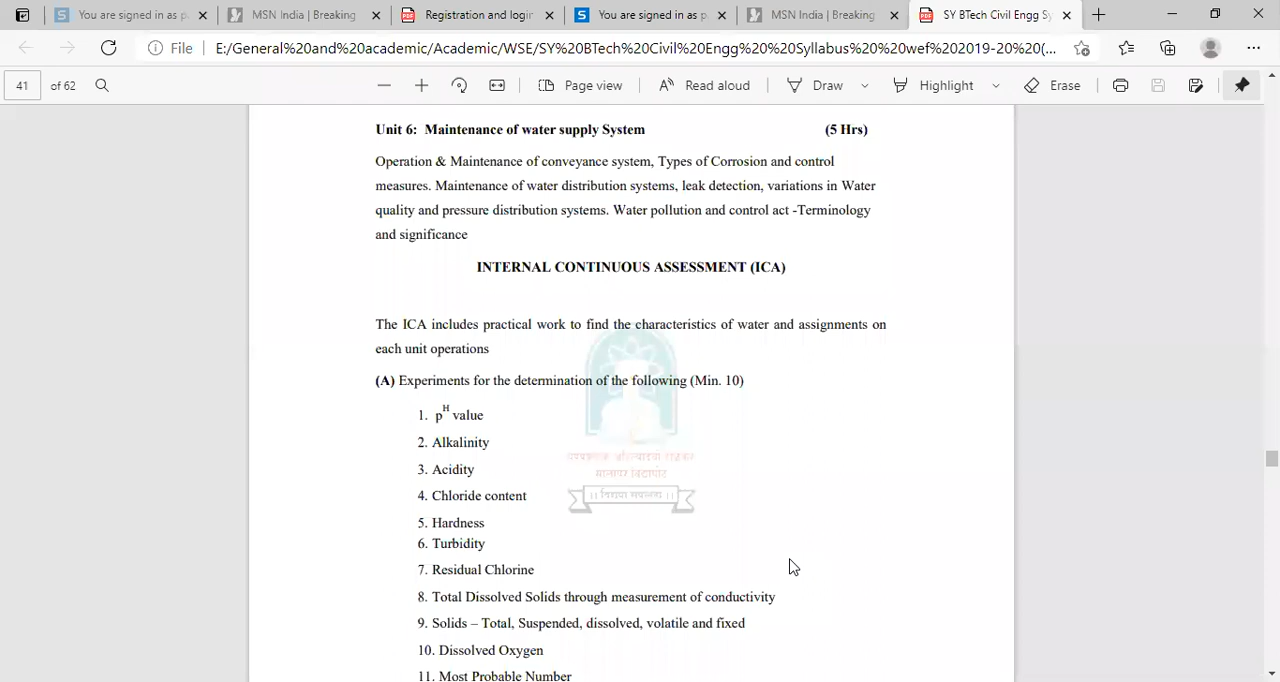 You are signed in as p
MSN India | Breaking
Registration and login
You are signed in as p
MSN India | Breaking
SY BTech Civil Engg Sy
File
E:/General%20and%20academic/Academic/WSE/SY%20BTech%20Civil%20Engg%20%20Syllabus%20%20wef%202019-20%20(...
41 of 62
Page view
Read aloud
Draw
Highlight
Erase
Unit 6: Maintenance of water supply System (5 Hrs)
Operation & Maintenance of conveyance system, Types of Corrosion and control
measures. Maintenance of water distribution systems, leak detection, variations in Water
quality and pressure distribution systems. Water pollution and control act -Terminology
and significance
INTERNAL CONTINUOUS ASSESSMENT (ICA)
The ICA includes practical work to find the characteristics of water and assignments on
each unit operations
(A) Experiments for the determination of the following (Min. 10)
1. pH value
2. Alkalinity
3. Acidity
4. Chloride content
5. Hardness
6. Turbidity
7. Residual Chlorine
8. Total Dissolved Solids through measurement of conductivity
9. Solids – Total, Suspended, dissolved, volatile and fixed
10. Dissolved Oxygen
11. Most Probable Number